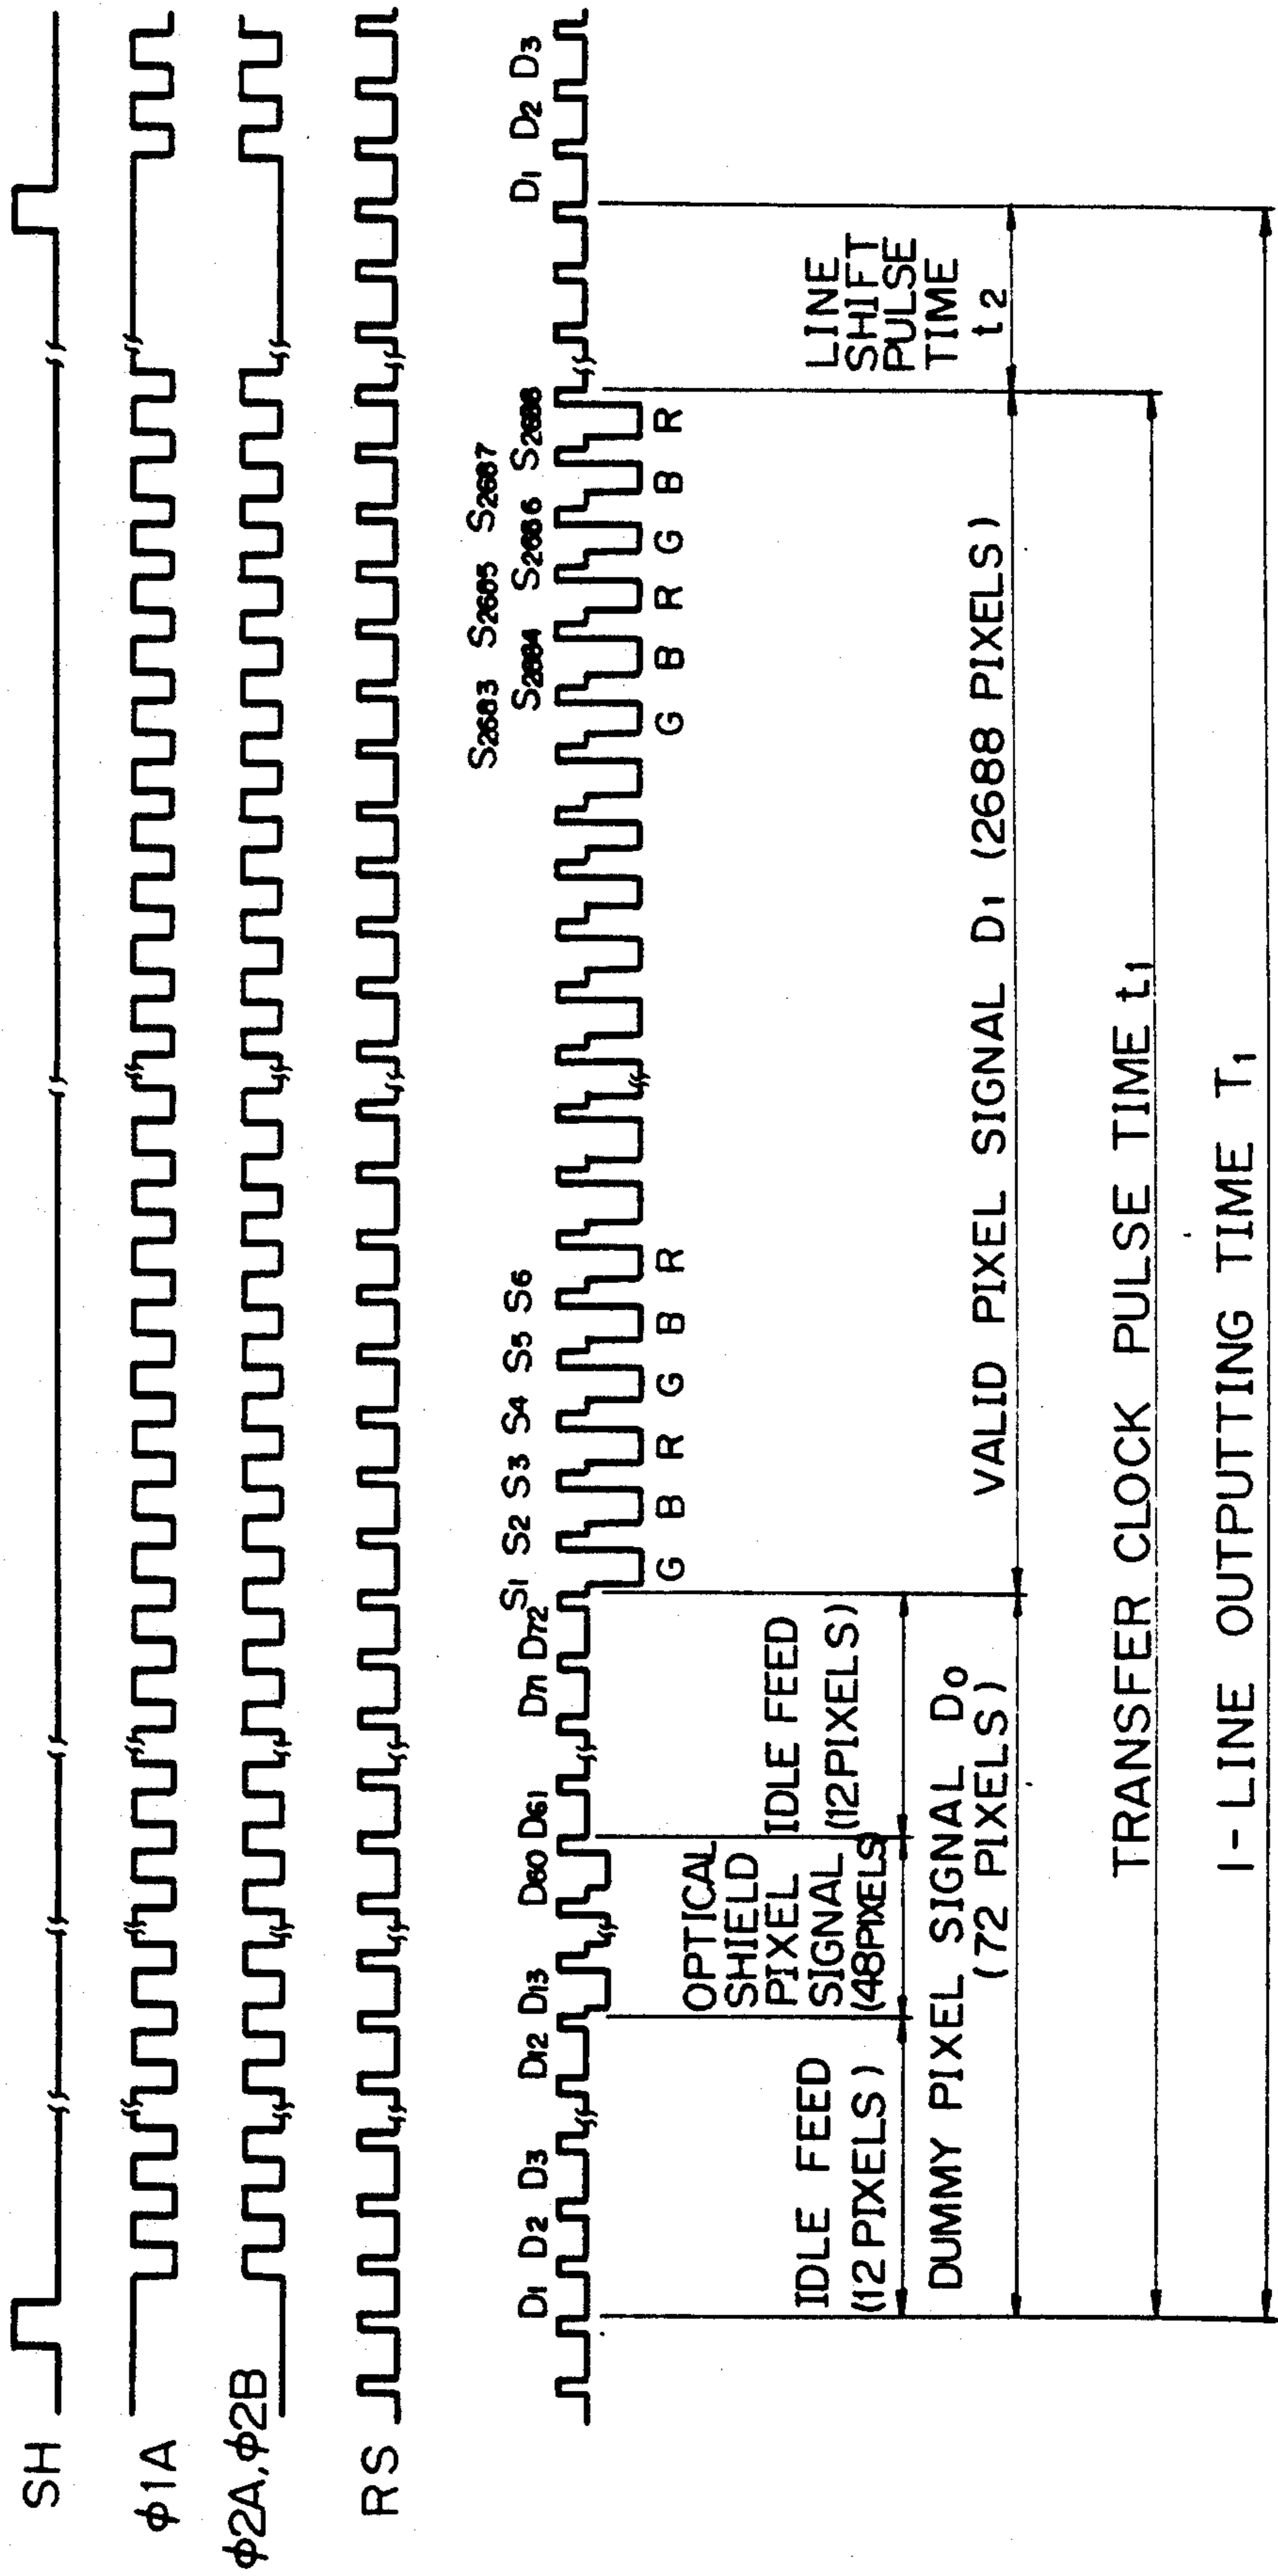 SH
φ1A
φ2A, φ2B
RS
D1 D2 D3 D12 D13 D60 D61 Dn D72 S1 S2 S3 S4 S5 S6 S2683 S2684 S2685 S2686 S2687 S2688 D1 D2 D3
G B R G B R G B R G B R
IDLE FEED
(12 PIXELS)
OPTICAL
SHIELD
PIXEL
SIGNAL
(48PIXELS)
IDLE FEED
(12PIXELS)
DUMMY PIXEL SIGNAL D0
(72 PIXELS)
VALID PIXEL SIGNAL D1 (2688 PIXELS)
LINE
SHIFT
PULSE
TIME
t2
TRANSFER CLOCK PULSE TIME t1
1-LINE OUTPUTTING TIME T1